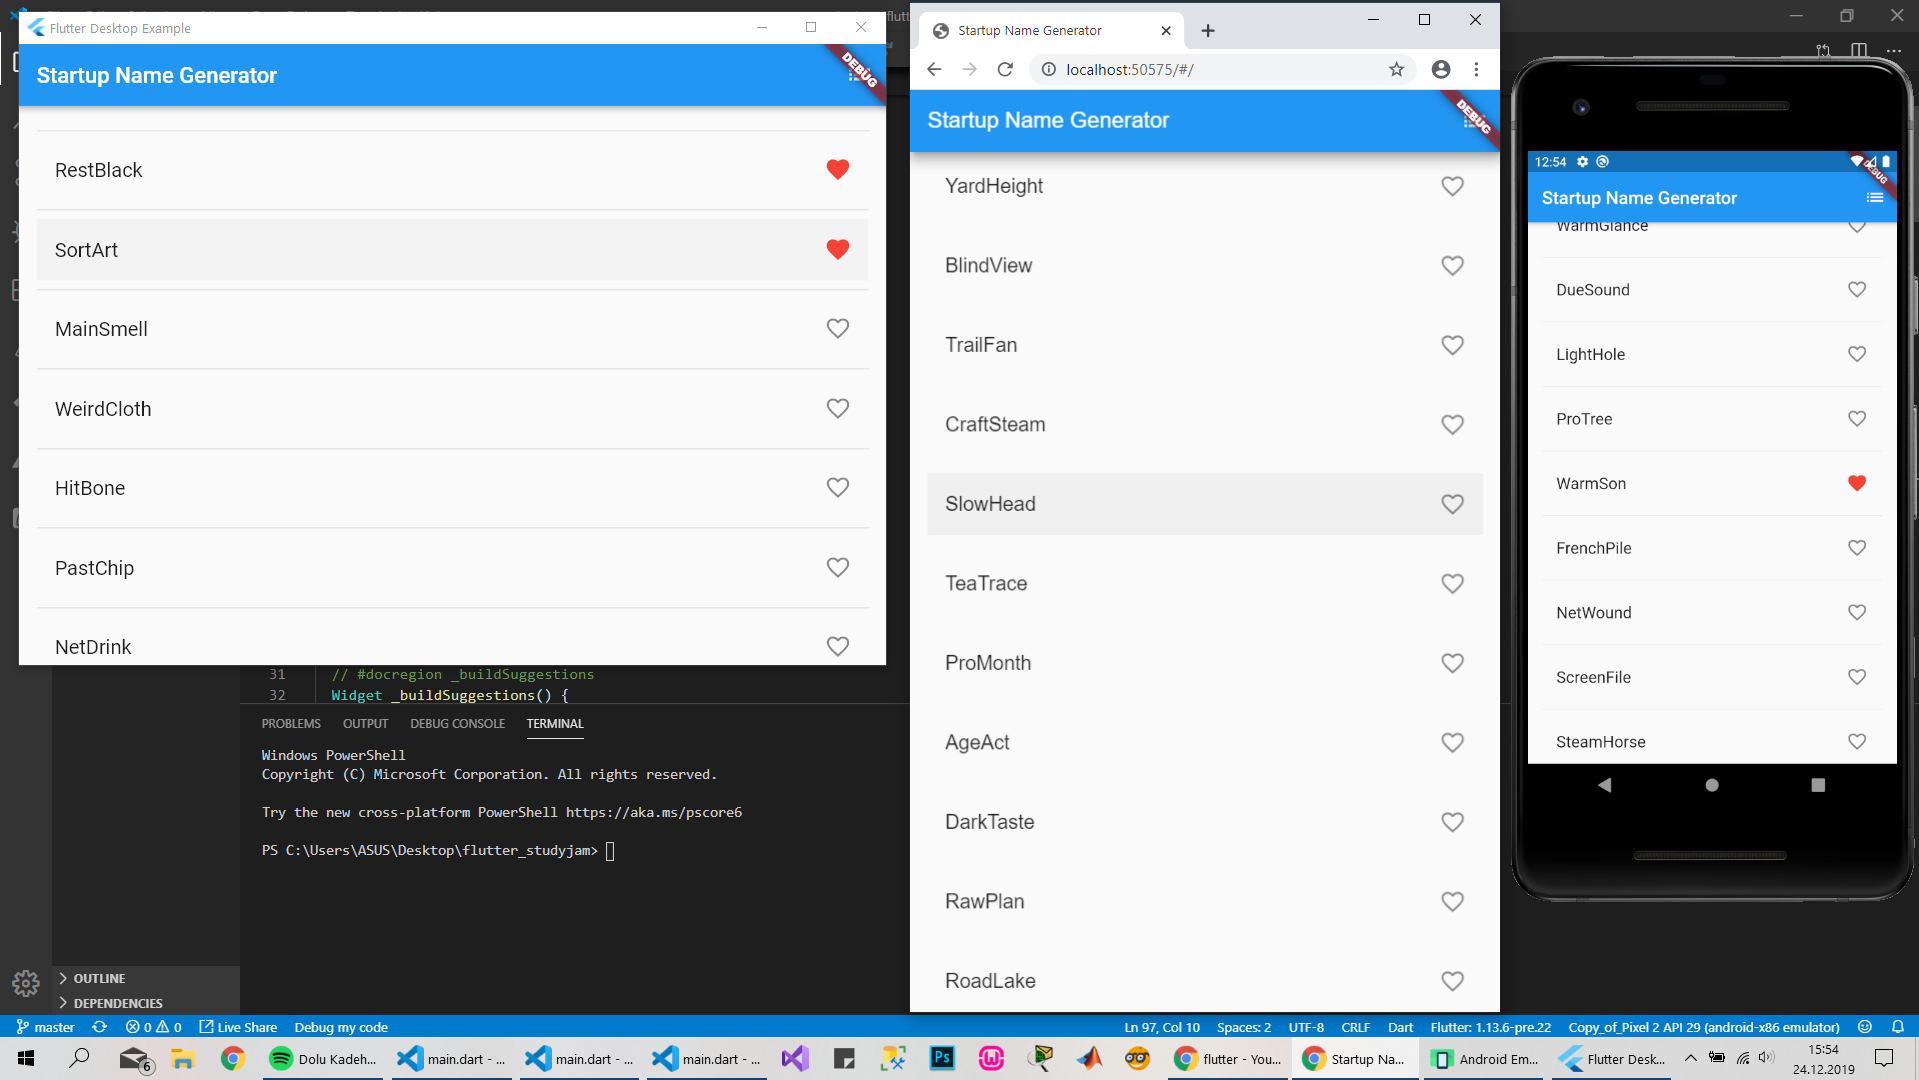 Flutter Desktop Example
Startup Name Generator
DEBUG
RestBlack
SortArt
MainSmell
WeirdCloth
HitBone
PastChip
NetDrink
31 // #docregion _buildSuggestions
32 Widget _buildSuggestions() {
PROBLEMS OUTPUT DEBUG CONSOLE TERMINAL
Windows PowerShell
Copyright (C) Microsoft Corporation. All rights reserved.
Try the new cross-platform PowerShell https://aka.ms/pscore6
PS C:\Users\ASUS\Desktop\flutter_studyjam>
OUTLINE
DEPENDENCIES
Startup Name Generator
localhost:50575/#/
Startup Name Generator
DEBUG
YardHeight
BlindView
TrailFan
CraftSteam
SlowHead
TeaTrace
ProMonth
AgeAct
DarkTaste
RawPlan
RoadLake
12:54
DEBUG
Startup Name Generator
WarmGlance
DueSound
LightHole
ProTree
WarmSon
FrenchPile
NetWound
ScreenFile
SteamHorse
master 0 0 Live Share Debug my code Ln 97, Col 10 Spaces: 2 UTF-8 CRLF Dart Flutter: 1.13.6-pre.22 Copy_of_Pixel 2 API 29 (android-x86 emulator)
6 Dolu Kadeh... main.dart - ... main.dart - ... main.dart - ... Ps flutter - You... Startup Na... Android Em... Flutter Desk... 15:54
24.12.2019